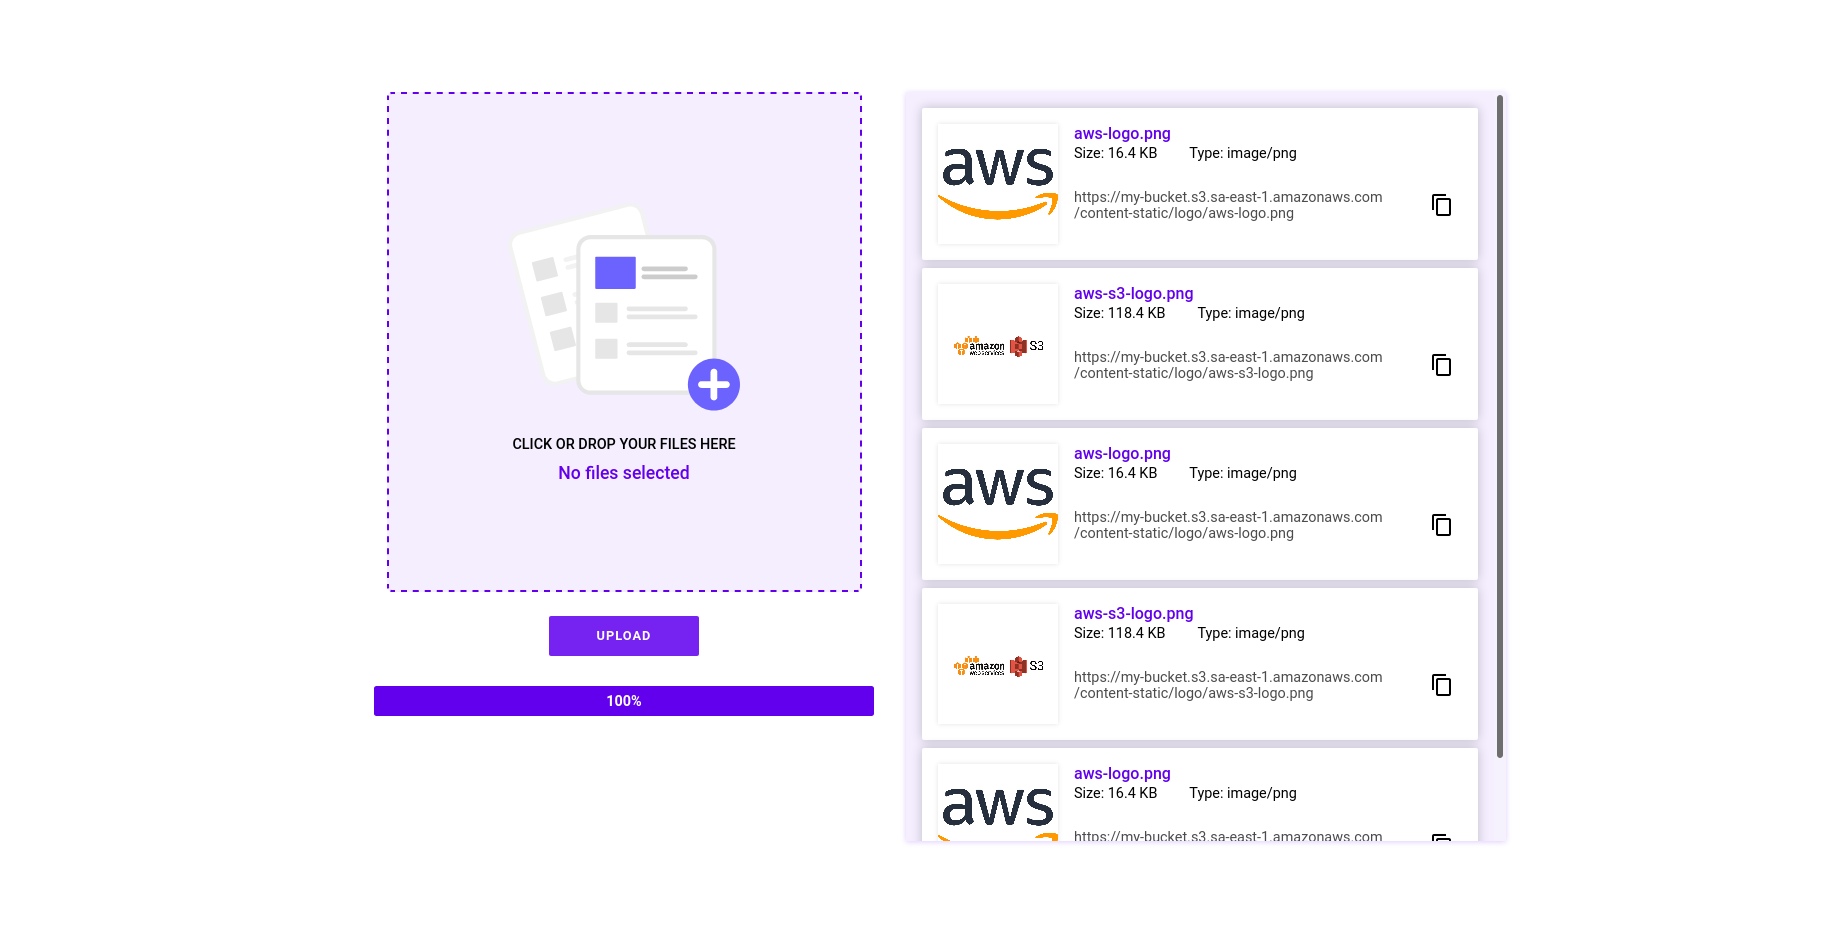 CLICK OR DROP YOUR FILES HERE
No files selected
UPLOAD
100%
aws
aws-logo.png
Size: 16.4 KB Type: image/png
https://my-bucket.s3.sa-east-1.amazonaws.com
/content-static/logo/aws-logo.png
amazon
webservices
S3
aws-s3-logo.png
Size: 118.4 KB Type: image/png
https://my-bucket.s3.sa-east-1.amazonaws.com
/content-static/logo/aws-s3-logo.png
aws
aws-logo.png
Size: 16.4 KB Type: image/png
https://my-bucket.s3.sa-east-1.amazonaws.com
/content-static/logo/aws-logo.png
amazon
webservices
S3
aws-s3-logo.png
Size: 118.4 KB Type: image/png
https://my-bucket.s3.sa-east-1.amazonaws.com
/content-static/logo/aws-s3-logo.png
aws
aws-logo.png
Size: 16.4 KB Type: image/png
https://my-bucket.s3.sa-east-1.amazonaws.com